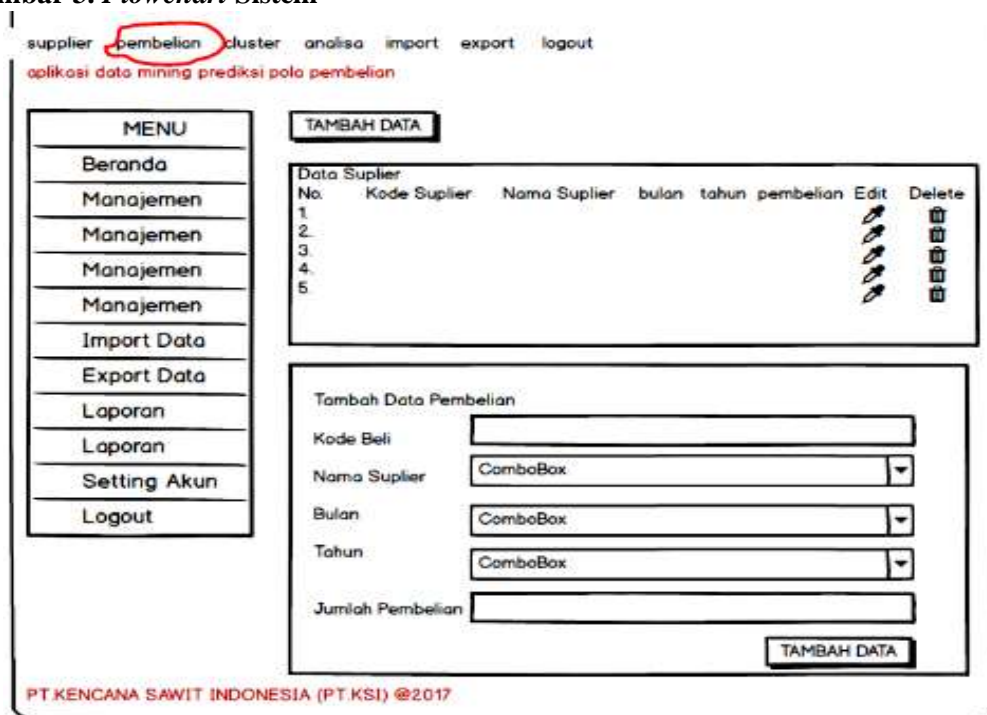 Flowchart Sistem
supplier pembelian cluster analisa import export logout
aplikasi data mining prediksi pola pembelian
MENU
Beranda
Manajemen
Manajemen
Manajemen
Manajemen
Import Data
Export Data
Laporan
Laporan
Setting Akun
Logout
TAMBAH DATA
Data Suplier
No. Kode Suplier Nama Suplier bulan tahun pembelian Edit Delete
1.
2.
3.
4.
5.
Tambah Data Pembelian
Kode Beli
Nama Suplier ComboBox
Bulan ComboBox
Tahun ComboBox
Jumlah Pembelian
TAMBAH DATA
PT.KENCANA SAWIT INDONESIA (PT.KSI) @2017